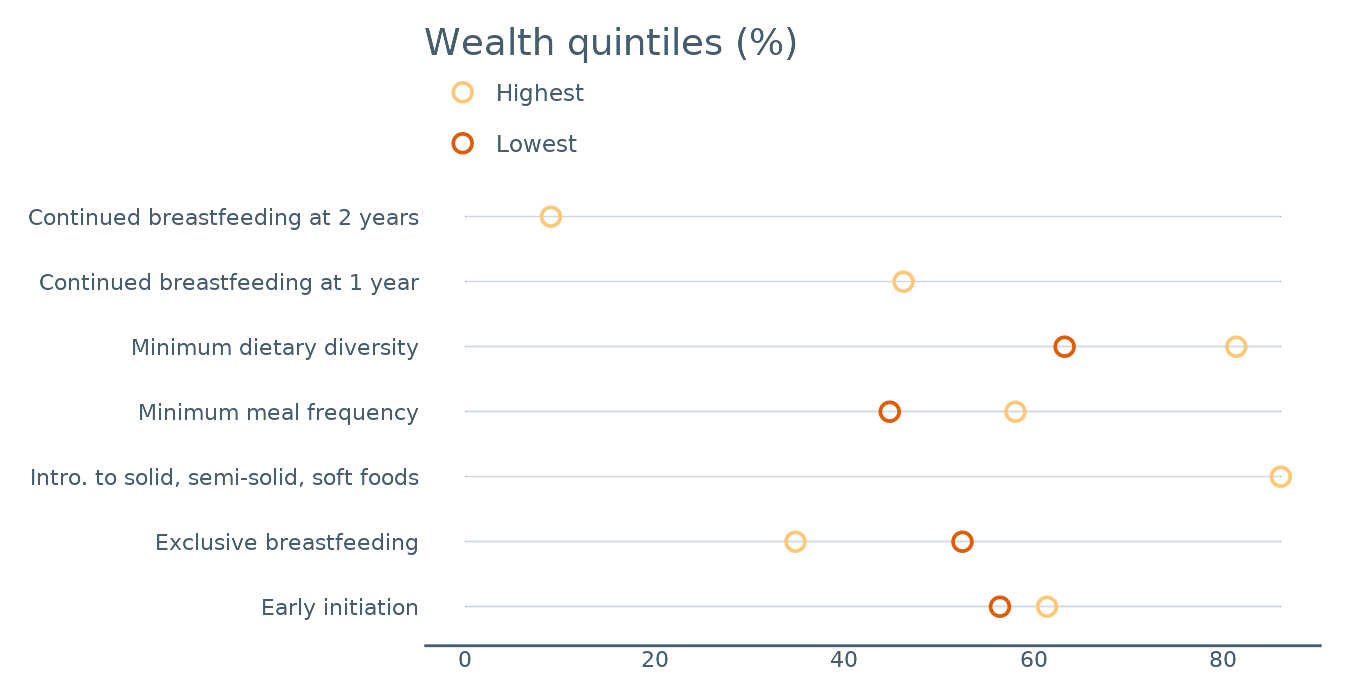 Wealth quintiles (%)
Highest
Lowest
Continued breastfeeding at 2 years
Continued breastfeeding at 1 year
Minimum dietary diversity
Minimum meal frequency
Intro. to solid, semi-solid, soft foods
Exclusive breastfeeding
Early initiation
0 20 40 60 80